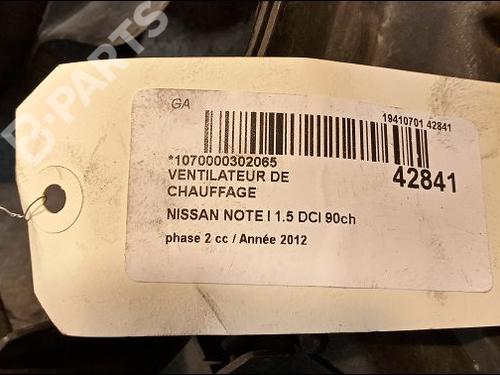 B-PARTS
GA
19410701 42841
*1070000302065
42841
VENTILATEUR DE
CHAUFFAGE
NISSAN NOTE I 1.5 DCI 90ch
phase 2 cc / Année 2012